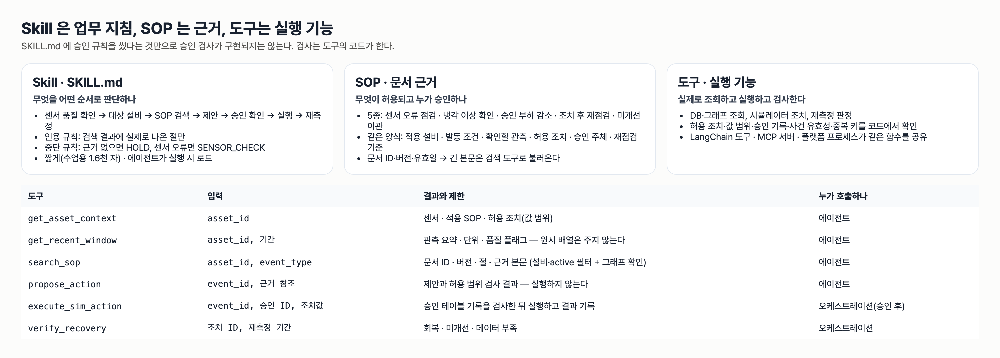 Skill 은 업무 지침, SOP 는 근거, 도구는 실행 기능
SKILL.md 에 승인 규칙을 썼다는 것만으로 승인 검사가 구현되지는 않는다. 검사는 도구의 코드가 한다.
Skill · SKILL.md
무엇을 어떤 순서로 판단하나
• 센서 품질 확인 → 대상 설비 → SOP 검색 → 제안 → 승인 확인 → 실행 → 재측
정
• 인용 규칙: 검색 결과에 실제로 나온 절만
• 중단 규칙: 근거 없으면 HOLD, 센서 오류면 SENSOR_CHECK
• 짧게(수업용 1.6천 자) · 에이전트가 실행 시 로드
SOP · 문서 근거
무엇이 허용되고 누가 승인하나
• 5종: 센서 오류 점검 · 냉각 이상 확인 · 승인 부하 감소 · 조치 후 재점검 · 미개선
이관
• 같은 양식: 적용 설비 · 발동 조건 · 확인할 관측 · 허용 조치 · 승인 주체 · 재점검
기준
• 문서 ID·버전·유효일 → 긴 본문은 검색 도구로 불러온다
도구 · 실행 기능
실제로 조회하고 실행하고 검사한다
• DB·그래프 조회, 시뮬레이터 조치, 재측정 판정
• 허용 조치·값 범위·승인 기록·사건 유효성·중복 키를 코드에서 확인
• LangChain 도구 · MCP 서버 · 플랫폼 프로세스가 같은 함수를 공유
도구 입력 결과와 제한 누가 호출하나
get_asset_context asset_id 센서 · 적용 SOP · 허용 조치(값 범위) 에이전트
get_recent_window asset_id, 기간 관측 요약 · 단위 · 품질 플래그 — 원시 배열은 주지 않는다 에이전트
search_sop asset_id, event_type 문서 ID · 버전 · 절 · 근거 본문 (설비·active 필터 + 그래프 확인) 에이전트
propose_action event_id, 근거 참조 제안과 허용 범위 검사 결과 — 실행하지 않는다 에이전트
execute_sim_action event_id, 승인 ID, 조치값 승인 테이블 기록을 검사한 뒤 실행하고 결과 기록 오케스트레이션(승인 후)
verify_recovery 조치 ID, 재측정 기간 회복 · 미개선 · 데이터 부족 오케스트레이션